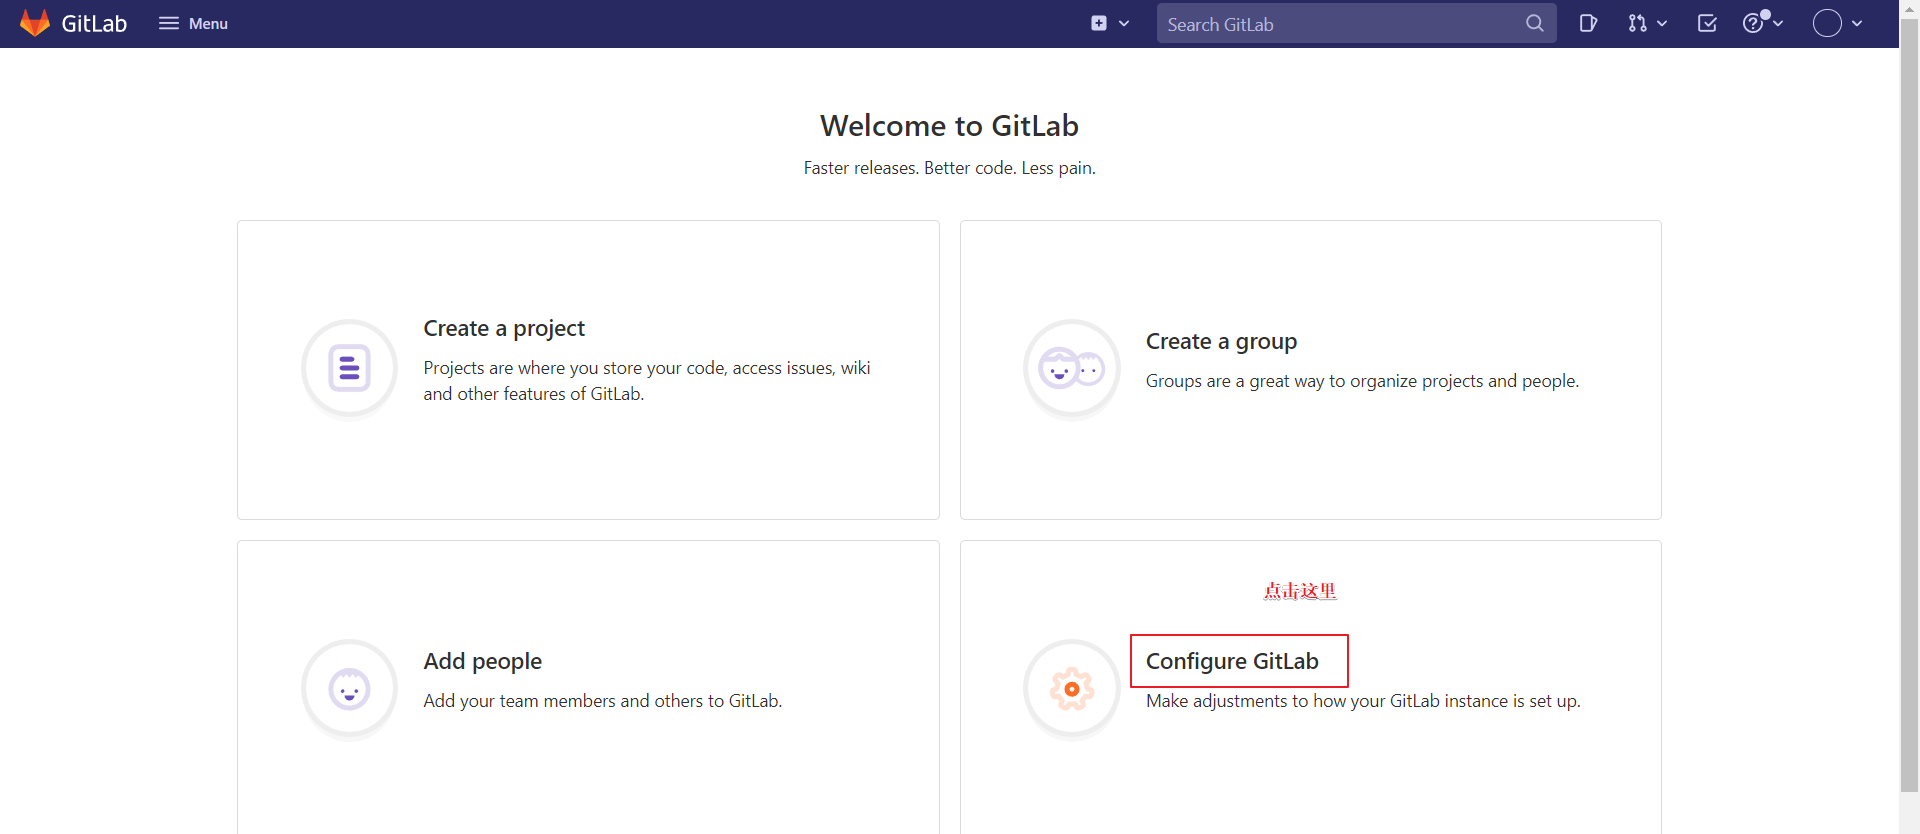 GitLab
Menu
Search GitLab
Welcome to GitLab
Faster releases. Better code. Less pain.
Create a project
Projects are where you store your code, access issues, wiki
and other features of GitLab.
Create a group
Groups are a great way to organize projects and people.
Add people
Add your team members and others to GitLab.
点击这里
Configure GitLab
Make adjustments to how your GitLab instance is set up.